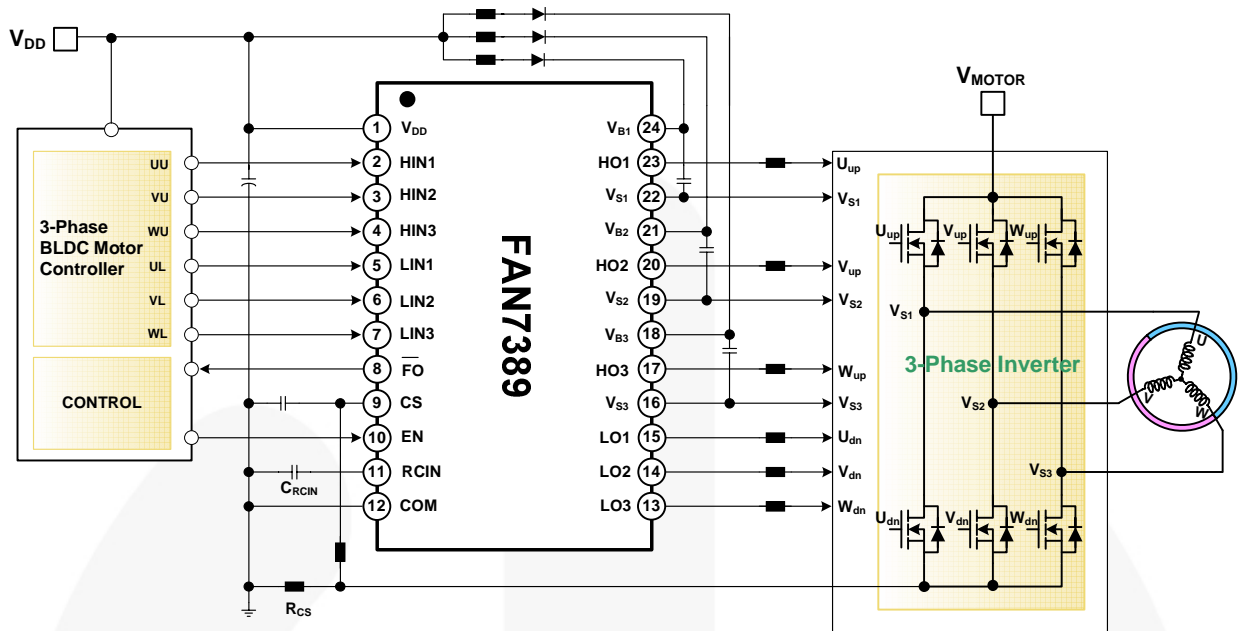 VDD
VMOTOR
3-Phase
BLDC Motor
Controller
UU
VU
WU
UL
VL
WL
CONTROL
1 VDD
2 HIN1
3 HIN2
4 HIN3
5 LIN1
6 LIN2
7 LIN3
8 FO
9 CS
10 EN
11 RCIN
12 COM
CRCIN
RCS
FAN7389
VB1 24
HO1 23
VS1 22
VB2 21
HO2 20
VS2 19
VB3 18
HO3 17
VS3 16
LO1 15
LO2 14
LO3 13
Uup
VS1
Vup
VS2
Wup
VS3
Udn
Vdn
Wdn
Uup Vup Wup
VS1
3-Phase Inverter
VS2
VS3
Udn Vdn Wdn
U
V
W